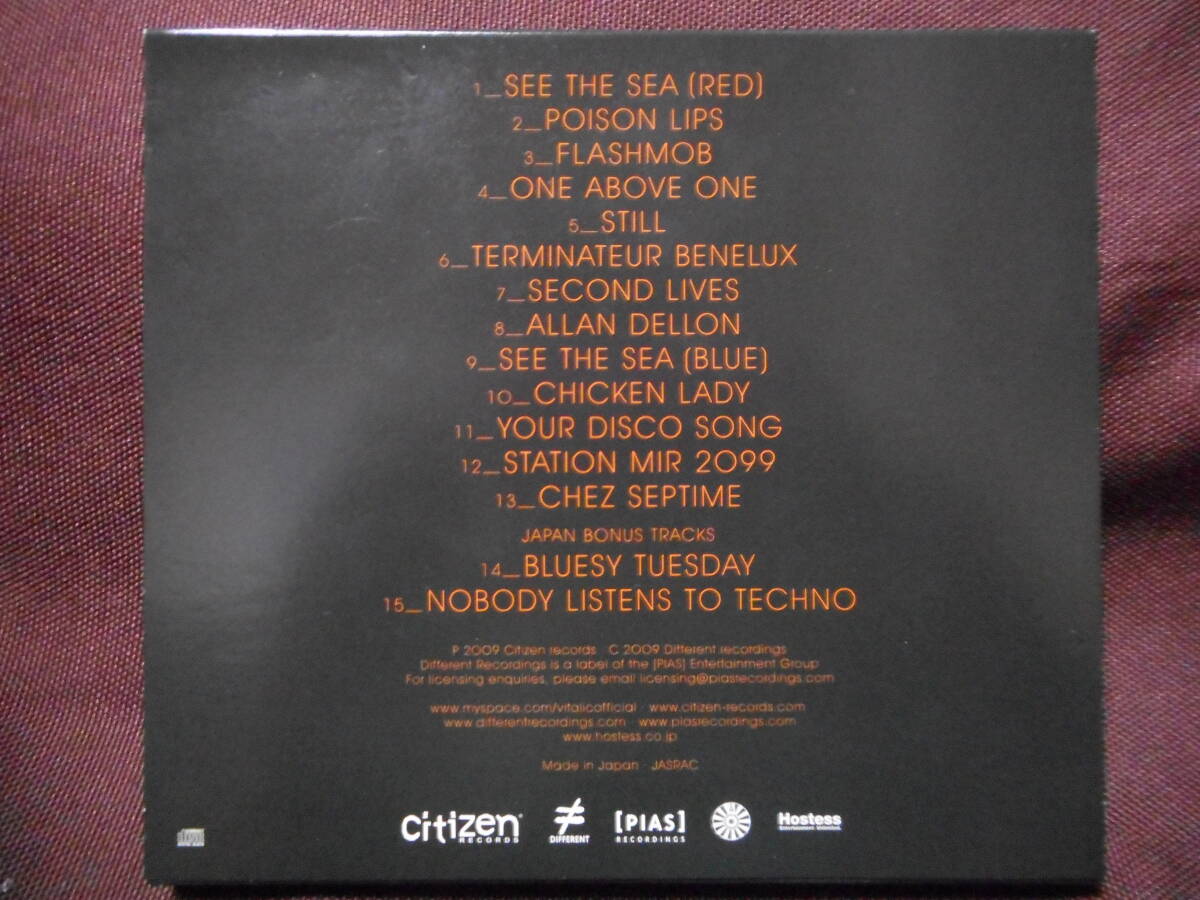 1_SEE THE SEA (RED)
2_POISON LIPS
3_FLASHMOB
4_ONE ABOVE ONE
5_STILL
6_TERMINATEUR BENELUX
7_SECOND LIVES
8_ALLAN DELLON
9_SEE THE SEA (BLUE)
10_CHICKEN LADY
11_YOUR DISCO SONG
12_STATION MIR 2099
13_CHEZ SEPTIME
JAPAN BONUS TRACKS
14_BLUESY TUESDAY
15_NOBODY LISTENS TO TECHNO
P 2009 Citizen records C 2009 Different recordings
Different Recordings is a label of the [PIAS] Entertainment Group
For licensing enquiries, please email licensing@piasrecordings.com
www.myspace.com/vitalicofficial · www.citizen-records.com
www.differentrecordings.com · www.piasrecordings.com
www.hostess.co.jp
Made in Japan · JASRAC
citizen RECORDS
DIFFERENT
[PIAS] RECORDINGS
Hostess